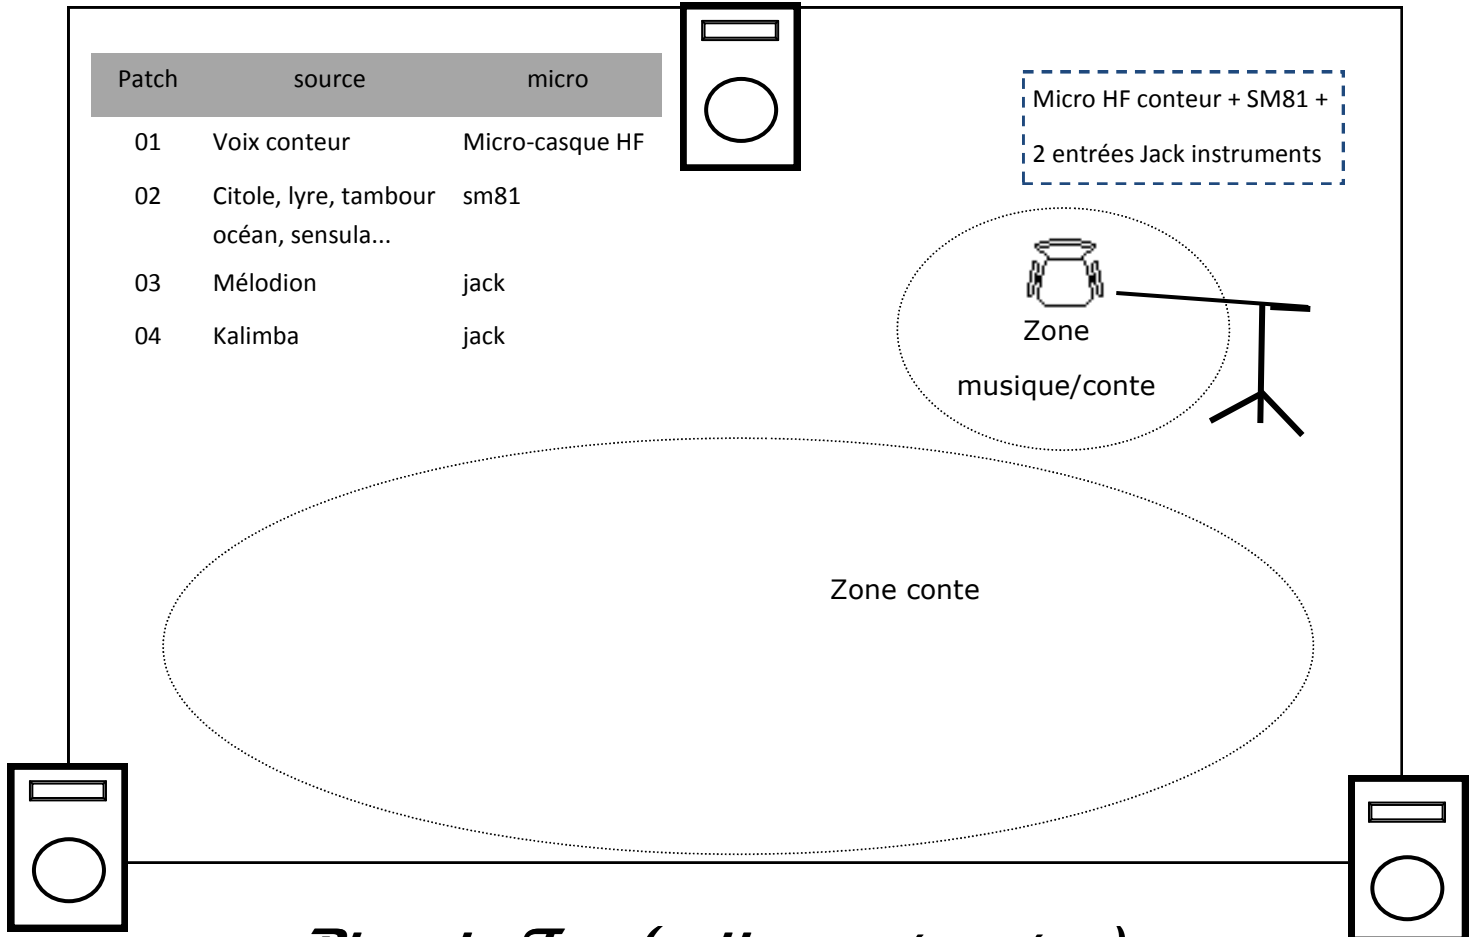 Patch source micro
01 Voix conteur Micro-casque HF
02 Citole, lyre, tambour sm81
océan, sensula...
03 Mélodion jack
04 Kalimba jack
Micro HF conteur + SM81 +
2 entrées Jack instruments
Zone
musique/conte
Zone conte